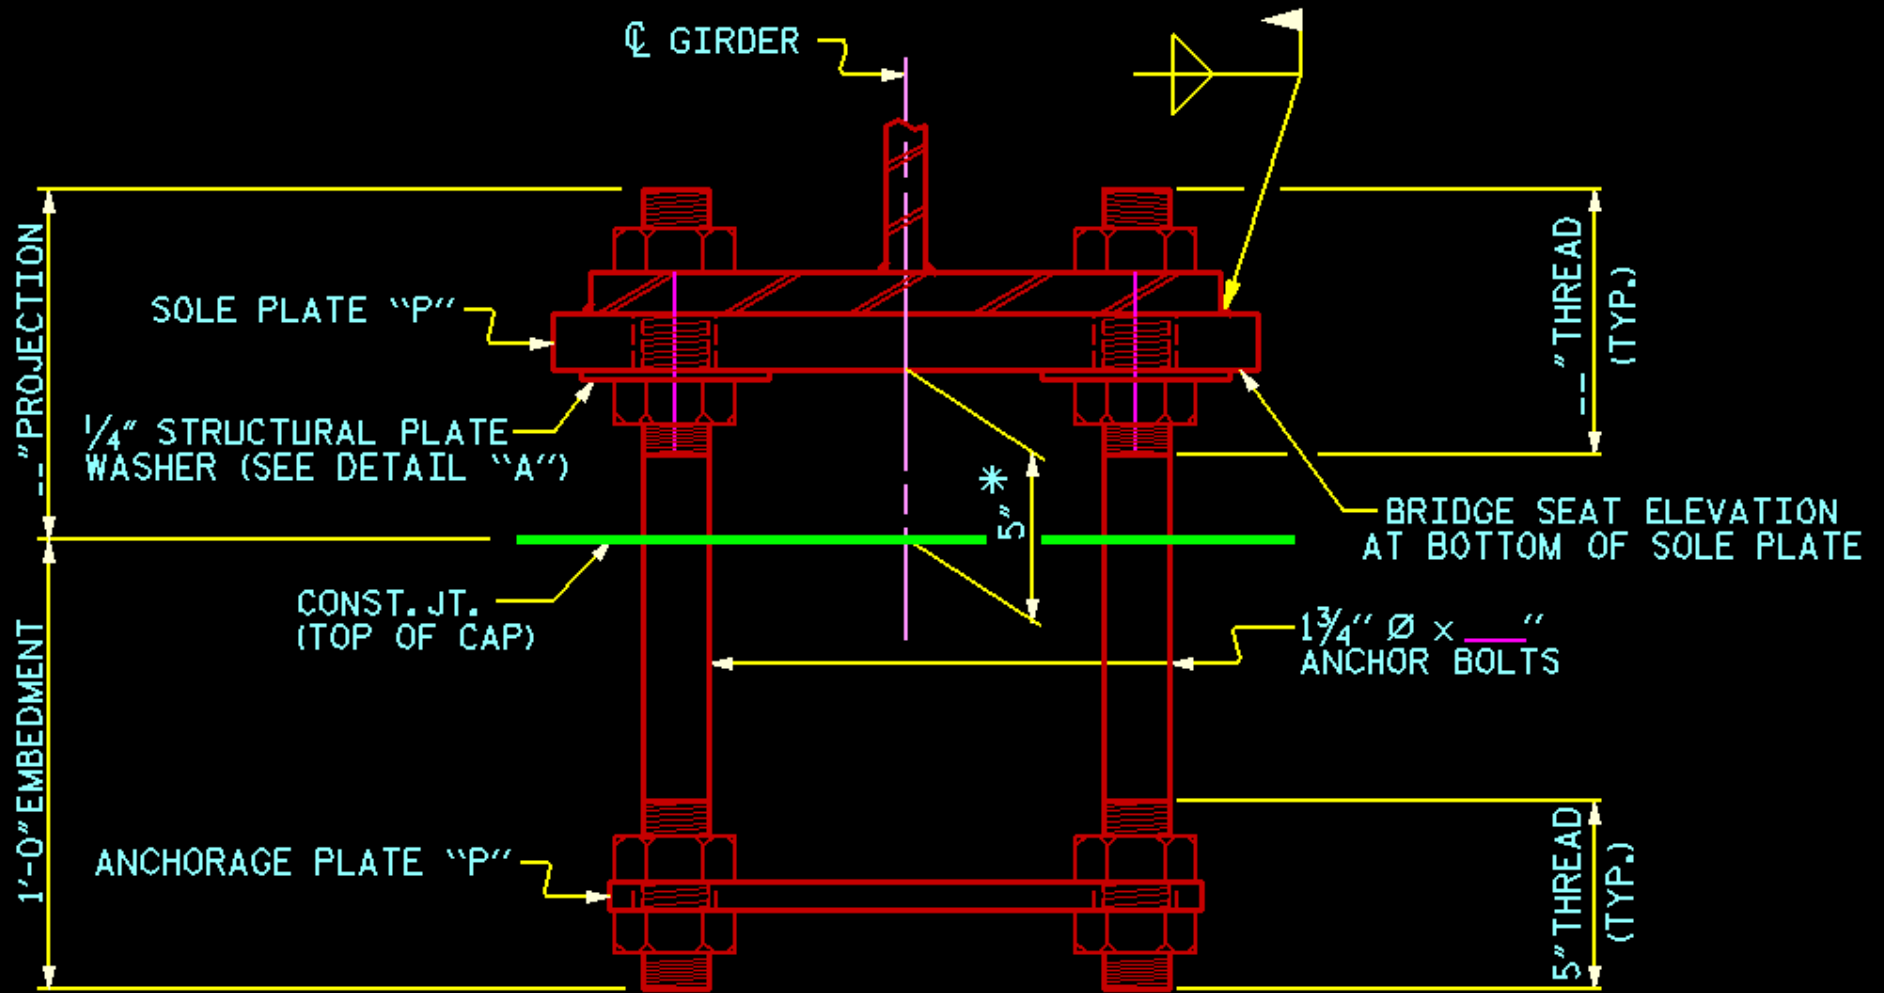 ℄ GIRDER
--"PROJECTION
SOLE PLATE "P"
1/4" STRUCTURAL PLATE
WASHER (SEE DETAIL "A")
--- "THREAD
(TYP.)
5" *
BRIDGE SEAT ELEVATION
AT BOTTOM OF SOLE PLATE
CONST. JT.
(TOP OF CAP)
1 3/4" Ø x ___"
ANCHOR BOLTS
1'-0" EMBEDMENT
ANCHORAGE PLATE "P"
5" THREAD
(TYP.)